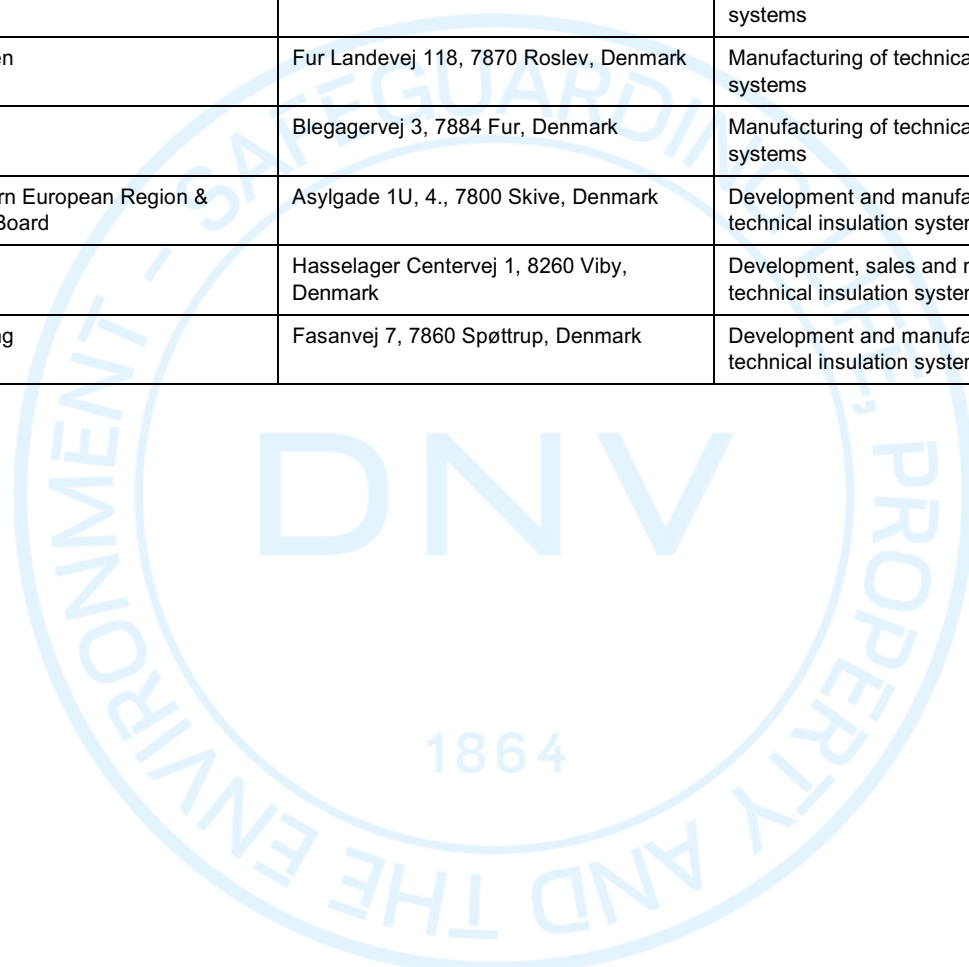 systems
en
Fur Landevej 118, 7870 Roslev, Denmark
Manufacturing of technica
systems
Blegagervej 3, 7884 Fur, Denmark
Manufacturing of technica
systems
rn European Region &
Board
Asylgade 1U, 4., 7800 Skive, Denmark
Development and manufa
technical insulation system
Hasselager Centervej 1, 8260 Viby,
Denmark
Development, sales and m
technical insulation system
ng
Fasanvej 7, 7860 Spøttrup, Denmark
Development and manufa
technical insulation system
SAFEGUARDING LIFE, PROPERTY AND THE ENVIRONMENT -
DNV
1864